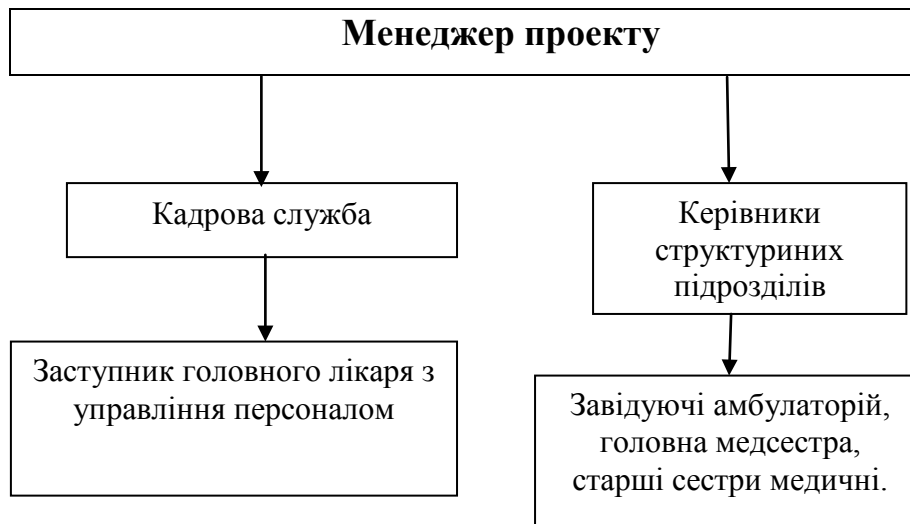 Менеджер проекту
Кадрова служба
Керівники
структуриних
підрозділів
Заступник головного лікаря з
управління персоналом
Завідуючі амбулаторій,
головна медсестра,
старші сестри медичні.